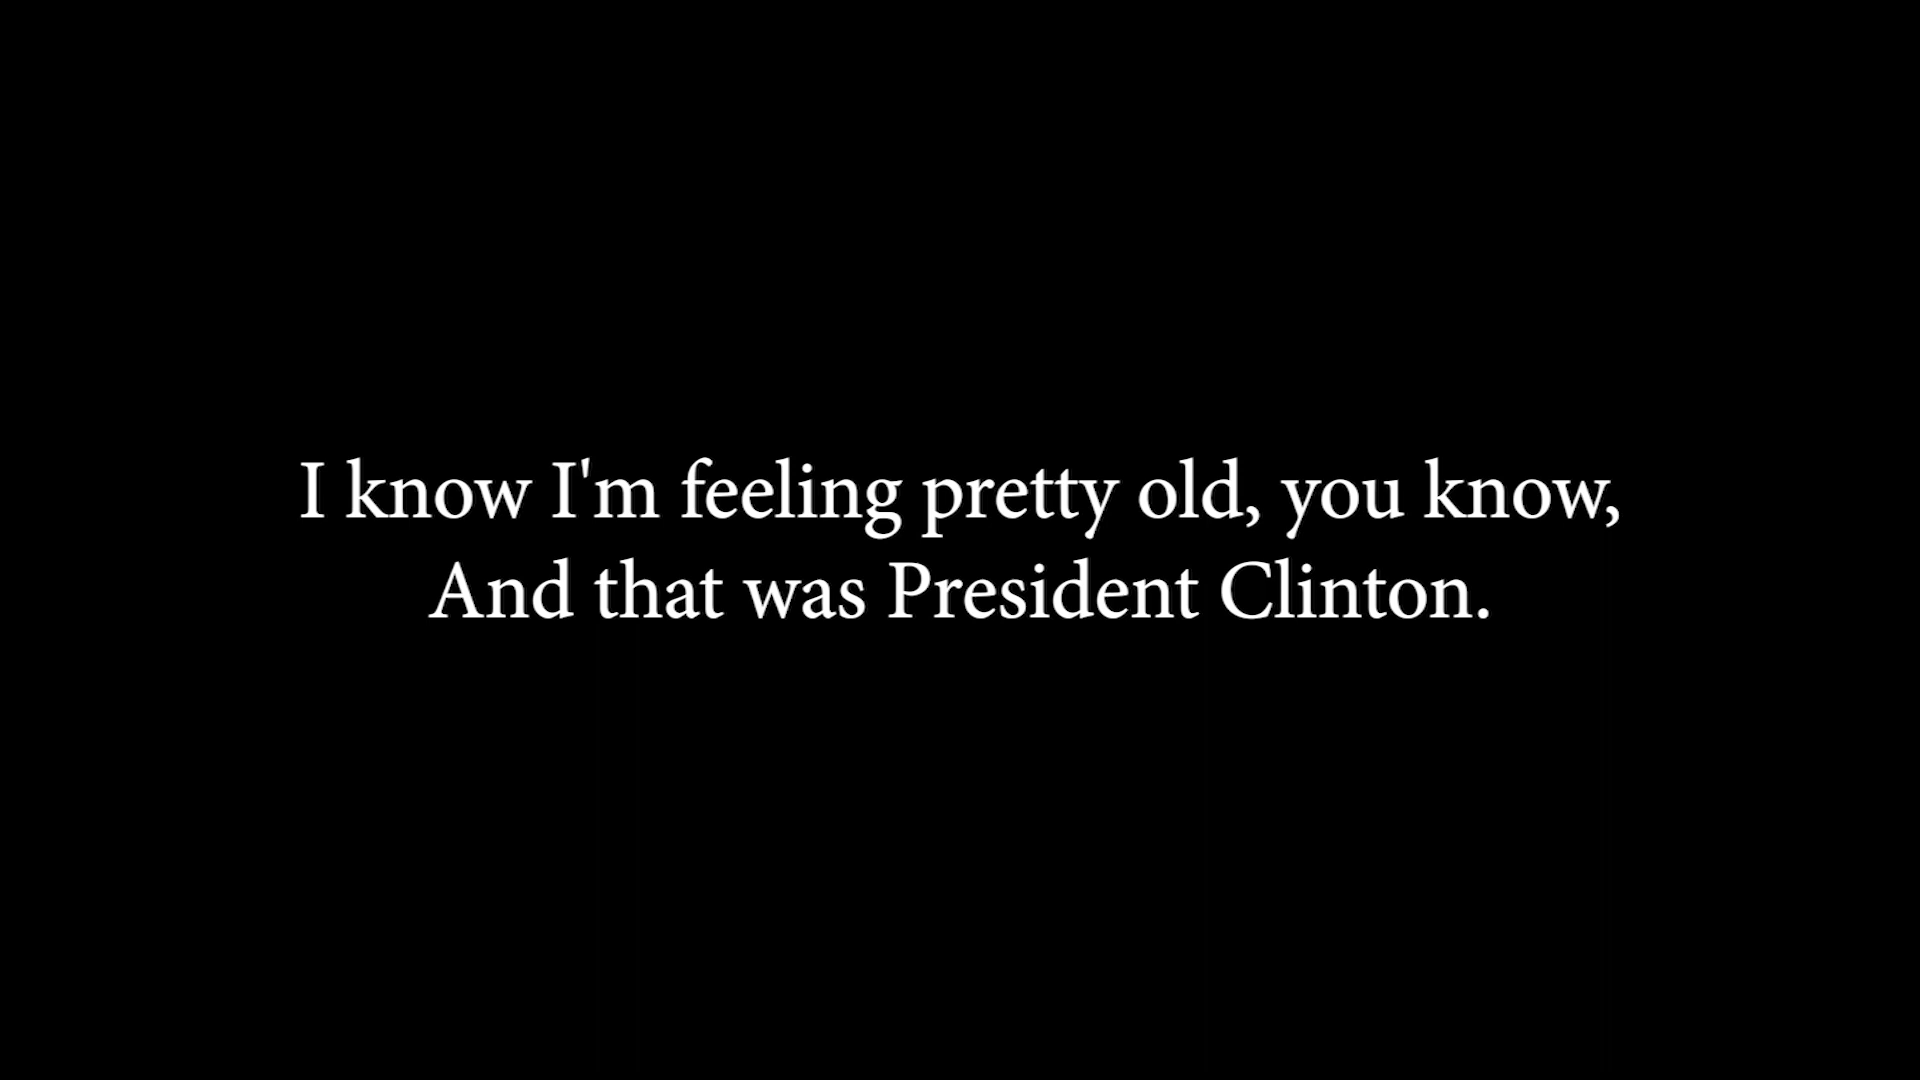 I know I'm feeling pretty old, you know,
And that was President Clinton.